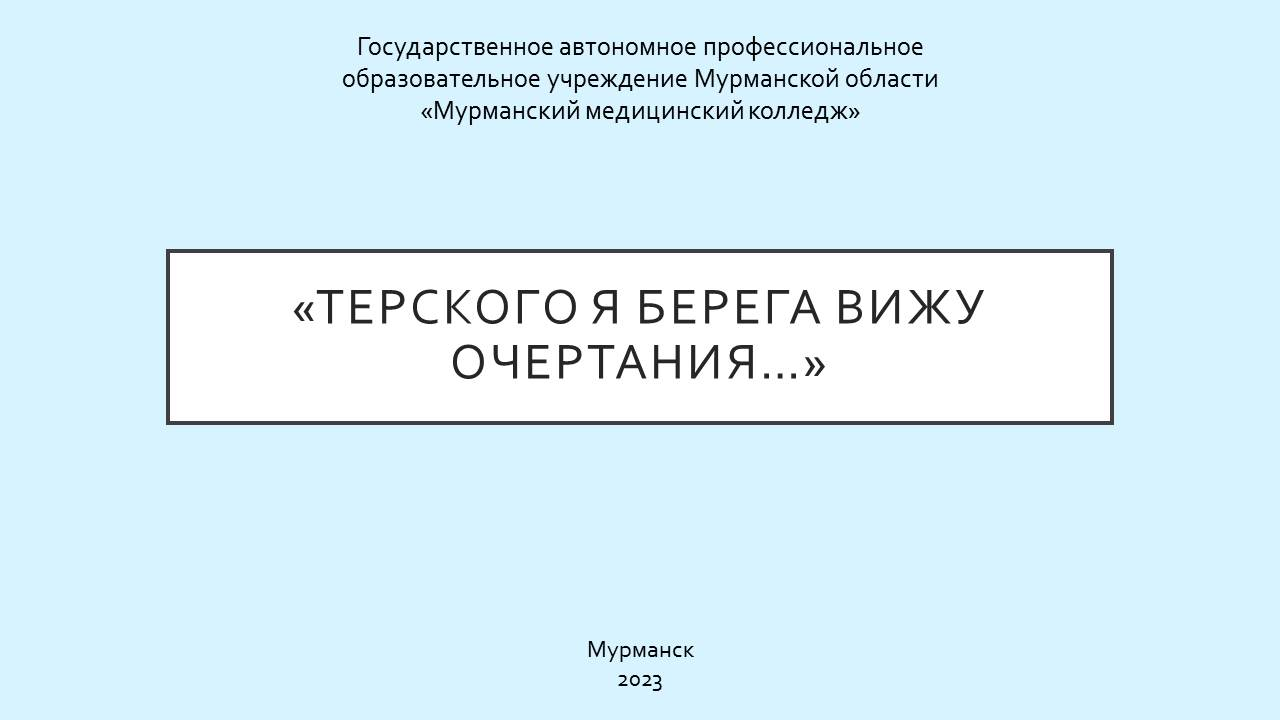 Государственное автономное профессиональное
образовательное учреждение Мурманской области
«Мурманский медицинский колледж»
«ТЕРСКОГО Я БЕРЕГА ВИЖУ
ОЧЕРТАНИЯ...»
Мурманск
2023